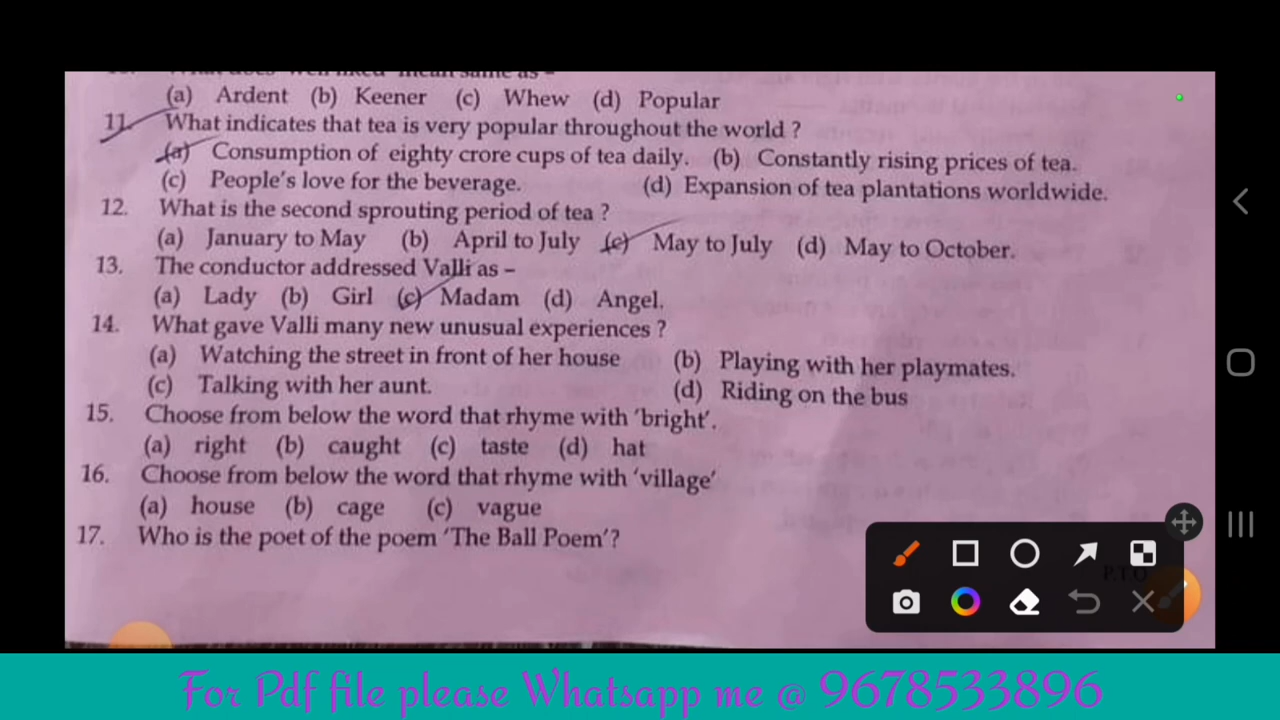 What does 'well liked' mean same as –
(a) Ardent (b) Keener (c) Whew (d) Popular
11. What indicates that tea is very popular throughout the world ?
(a) Consumption of eighty crore cups of tea daily. (b) Constantly rising prices of tea.
(c) People's love for the beverage. (d) Expansion of tea plantations worldwide.
12. What is the second sprouting period of tea ?
(a) January to May (b) April to July (c) May to July (d) May to October.
13. The conductor addressed Valli as –
(a) Lady (b) Girl (c) Madam (d) Angel.
14. What gave Valli many new unusual experiences ?
(a) Watching the street in front of her house (b) Playing with her playmates.
(c) Talking with her aunt. (d) Riding on the bus
15. Choose from below the word that rhyme with 'bright'.
(a) right (b) caught (c) taste (d) hat
16. Choose from below the word that rhyme with 'village'
(a) house (b) cage (c) vague
17. Who is the poet of the poem 'The Ball Poem'?
P.T.O
For Pdf file please Whatsapp me @ 9678533896